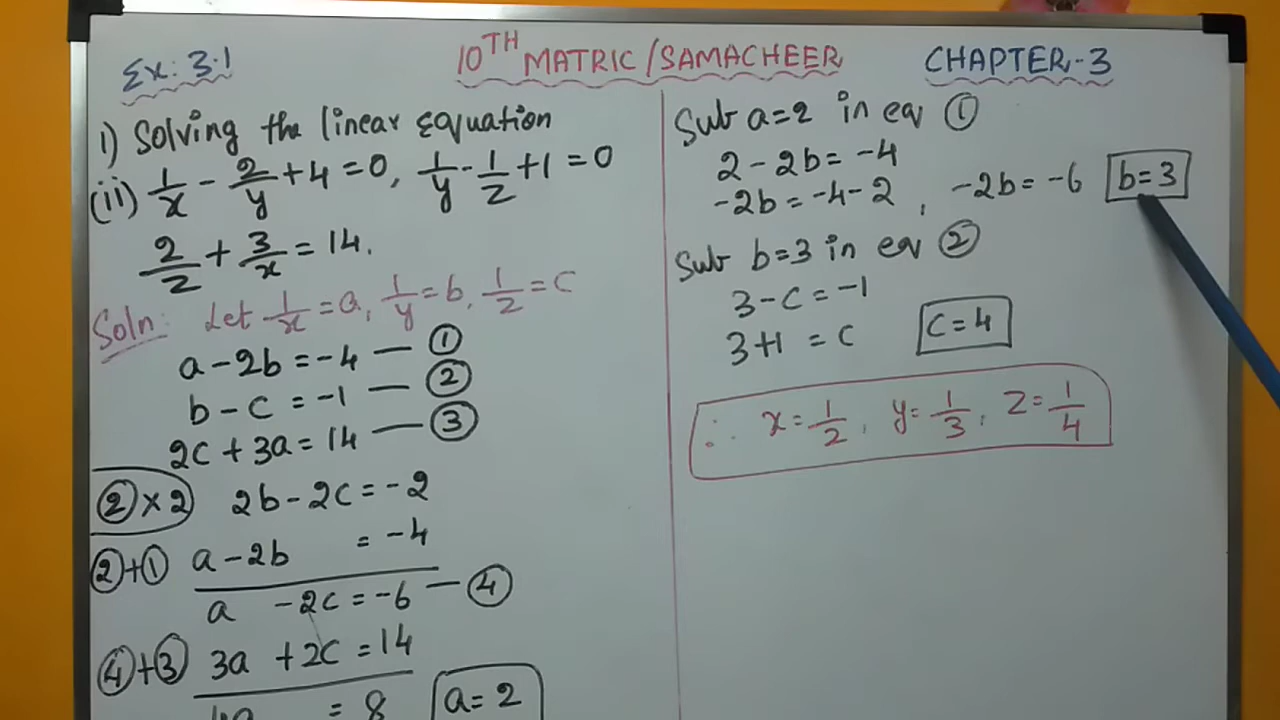 Ex: 3.1
10TH MATRIC/SAMACHEER
CHAPTER-3
1) Solving the linear Equation
(ii) 1/x - 2/y + 4 = 0, 1/y - 1/z + 1 = 0
2/z + 3/x = 14.
Soln: Let 1/x = a, 1/y = b, 1/z = c
a - 2b = -4 — ①
b - c = -1 — ②
2c + 3a = 14 — ③
② × 2 2b - 2c = -2
② + ① a - 2b = -4
a - 2c = -6 — ④
④ + ③ 3a + 2c = 14
4a = 8 a = 2
Sub a = 2 in eq ①
2 - 2b = -4
-2b = -4 - 2, -2b = -6 b = 3
Sub b = 3 in eq ②
3 - c = -1
3 + 1 = c c = 4
∴ x = 1/2, y = 1/3, z = 1/4